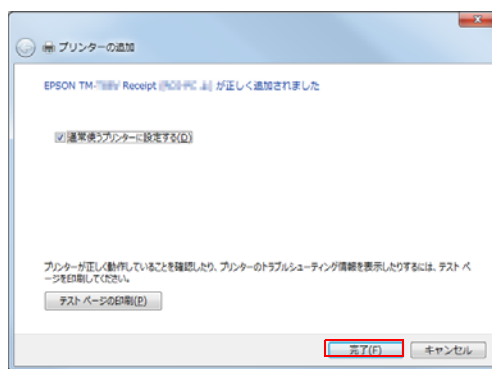 プリンターの追加
EPSON TM- Receipt が正しく追加されました
通常使うプリンターに設定する(D)
プリンターが正しく動作していることを確認したり、プリンターのトラブルシューティング情報を表示したりするには、テスト ペ
ージを印刷してください。
テスト ページの印刷(P)
完了(F) キャンセル